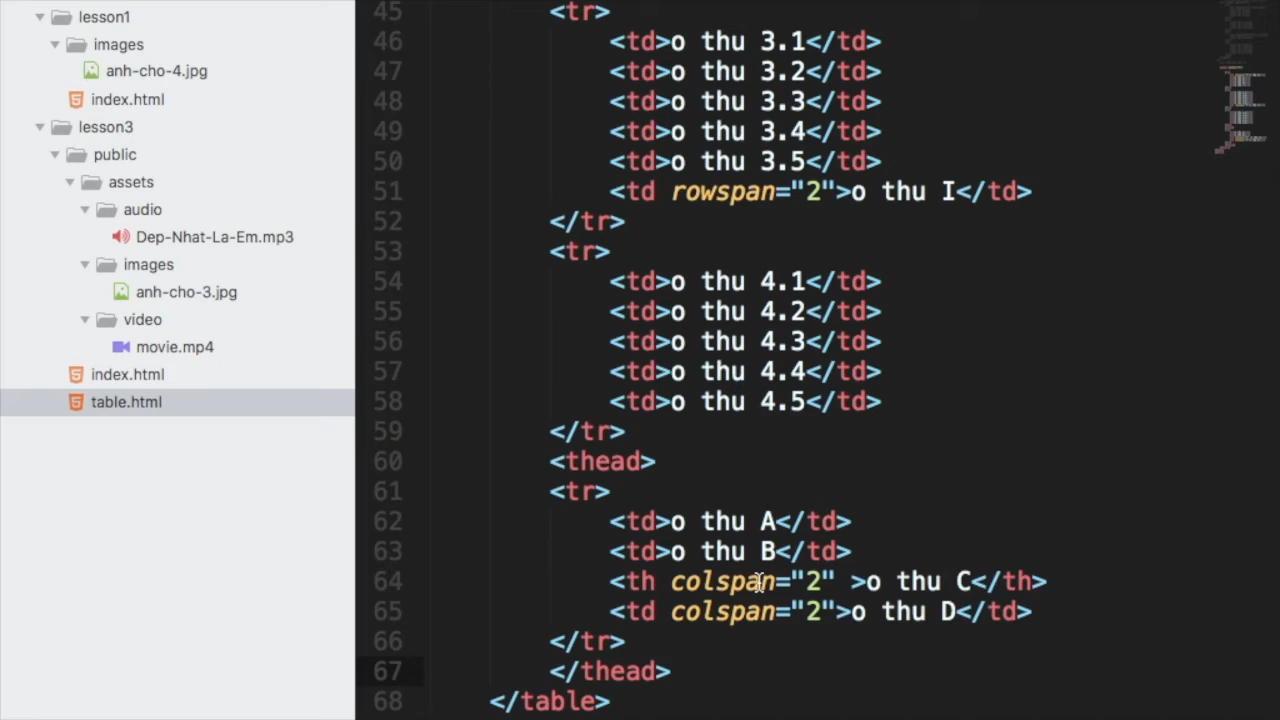 lesson1
images
anh-cho-4.jpg
index.html
lesson3
public
assets
audio
Dep-Nhat-La-Em.mp3
images
anh-cho-3.jpg
video
movie.mp4
index.html
table.html
45 <tr>
46 <td>o thu 3.1</td>
47 <td>o thu 3.2</td>
48 <td>o thu 3.3</td>
49 <td>o thu 3.4</td>
50 <td>o thu 3.5</td>
51 <td rowspan="2">o thu I</td>
52 </tr>
53 <tr>
54 <td>o thu 4.1</td>
55 <td>o thu 4.2</td>
56 <td>o thu 4.3</td>
57 <td>o thu 4.4</td>
58 <td>o thu 4.5</td>
59 </tr>
60 <thead>
61 <tr>
62 <td>o thu A</td>
63 <td>o thu B</td>
64 <th colspan="2" >o thu C</th>
65 <td colspan="2">o thu D</td>
66 </tr>
67 </thead>
68 </table>